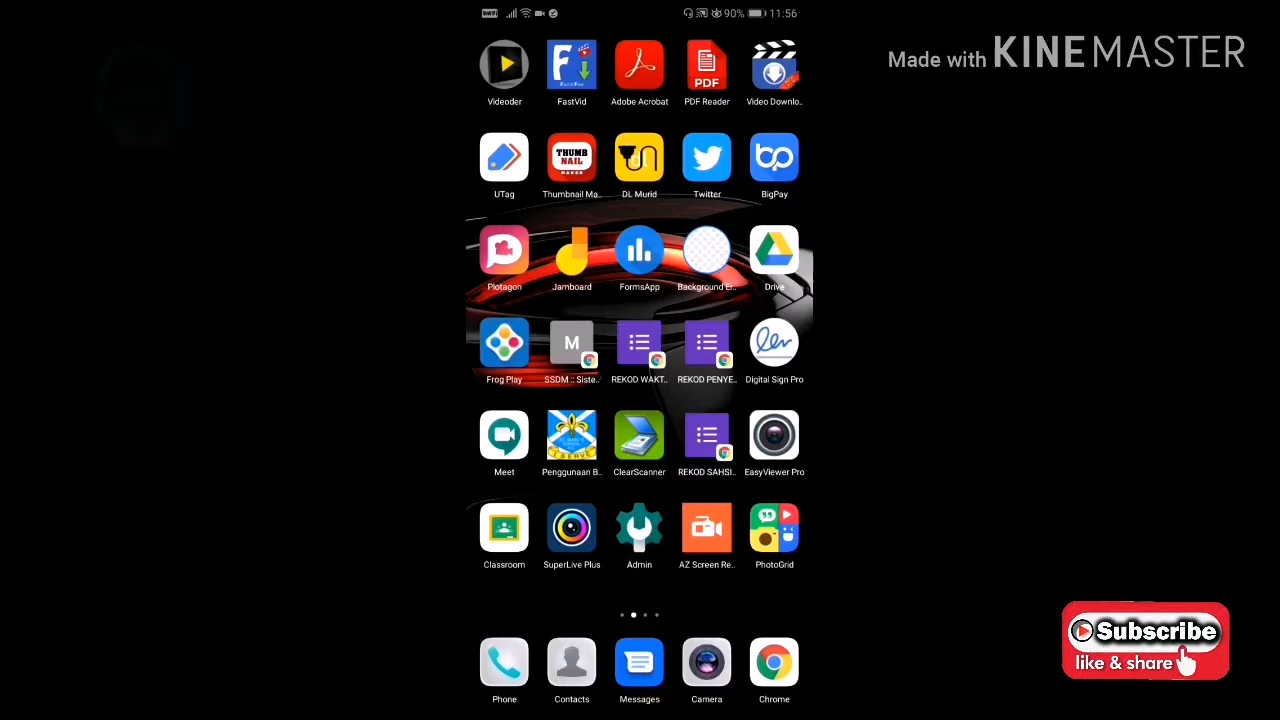 90% 11:56
Made with KINEMASTER
PDF
Videoder FastVid Adobe Acrobat PDF Reader Video Downlo..
THUMB
NAIL
MAKER
bp
UTag Thumbnail Ma.. DL Murid Twitter BigPay
Plotagon Jamboard FormsApp Background Er.. Drive
M
Frog Play SSDM :: Siste.. REKOD WAKT.. REKOD PENYE.. Digital Sign Pro
Meet Penggunaan B.. ClearScanner REKOD SAHSI.. EasyViewer Pro
Classroom SuperLive Plus Admin AZ Screen Re.. PhotoGrid
Subscribe
like & share
Phone Contacts Messages Camera Chrome